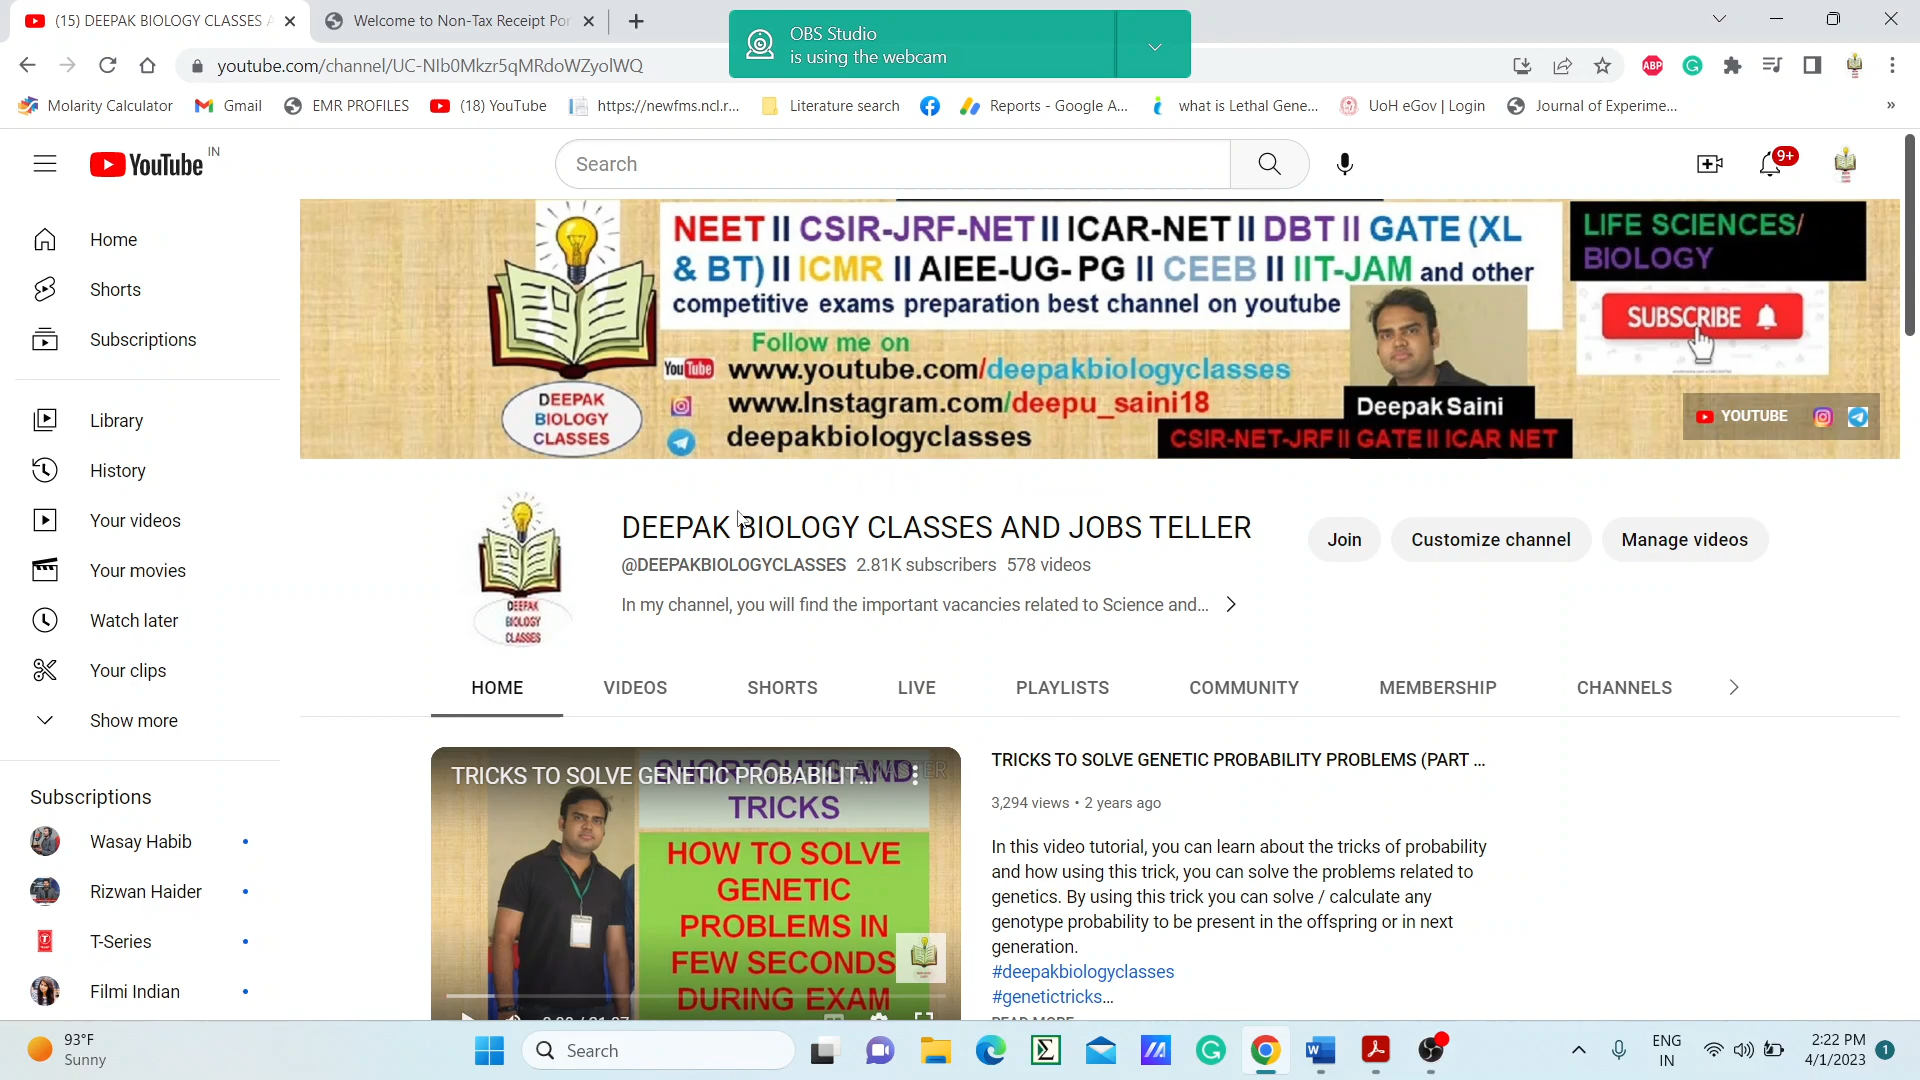 (15) DEEPAK BIOLOGY CLASSES A
Welcome to Non-Tax Receipt Por
OBS Studio
is using the webcam
youtube.com/channel/UC-NIb0Mkzr5qMRdoWZyolWQ
ABP
Molarity Calculator
Gmail
EMR PROFILES
(18) YouTube
https://newfms.ncl.r...
Literature search
Reports - Google A...
what is Lethal Gene...
UoH eGov | Login
Journal of Experime...
YouTube IN
Search
9+
NEET II CSIR-JRF-NET II ICAR-NET II DBT II GATE (XL
& BT) II ICMR II AIEE-UG-PG II CEEB II IIT-JAM and other
competitive exams preparation best channel on youtube
LIFE SCIENCES/
BIOLOGY
SUBSCRIBE
Follow me on
YouTube www.youtube.com/deepakbiologyclasses
www.Instagram.com/deepu_saini18
deepakbiologyclasses
DEEPAK
BIOLOGY
CLASSES
Deepak Saini
CSIR-NET-JRF II GATE II ICAR NET
YOUTUBE
Home
Shorts
Subscriptions
Library
History
Your videos
Your movies
Watch later
Your clips
Show more
Subscriptions
Wasay Habib
Rizwan Haider
T-Series
Filmi Indian
DEEPAK
BIOLOGY
CLASSES
DEEPAK BIOLOGY CLASSES AND JOBS TELLER
@DEEPAKBIOLOGYCLASSES 2.81K subscribers 578 videos
In my channel, you will find the important vacancies related to Science and...
Join
Customize channel
Manage videos
HOME
VIDEOS
SHORTS
LIVE
PLAYLISTS
COMMUNITY
MEMBERSHIP
CHANNELS
TRICKS TO SOLVE GENETIC PROBABILIT...
SHORTCUTS AND
TRICKS
HOW TO SOLVE
GENETIC
PROBLEMS IN
FEW SECONDS
DURING EXAM
TRICKS TO SOLVE GENETIC PROBABILITY PROBLEMS (PART ...
3,294 views • 2 years ago
In this video tutorial, you can learn about the tricks of probability
and how using this trick, you can solve the problems related to
genetics. By using this trick you can solve / calculate any
genotype probability to be present in the offspring or in next
generation.
#deepakbiologyclasses
#genetictricks...
READ MORE
93°F
Sunny
Search
ENG
IN
2:22 PM
4/1/2023
1